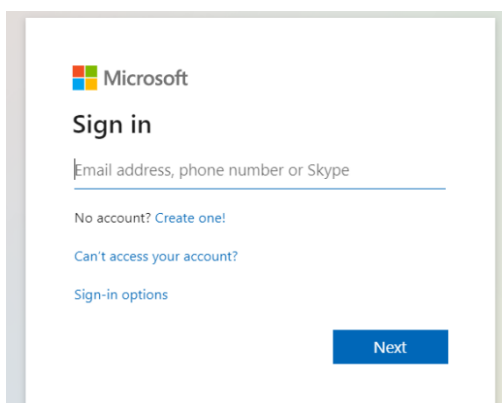 Microsoft
Sign in
Email address, phone number or Skype
No account? Create one!
Can't access your account?
Sign-in options
Next